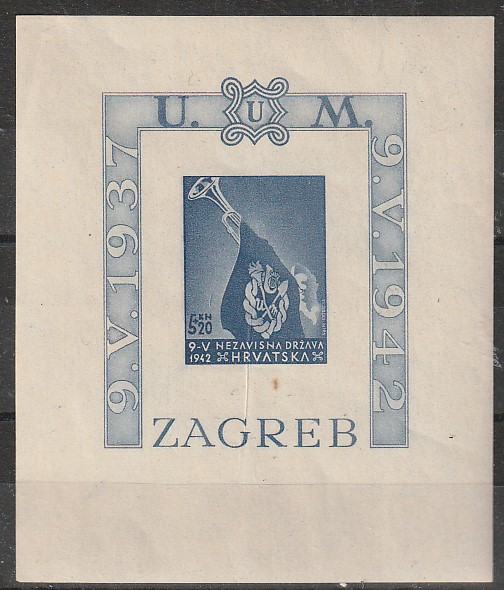 U. U M.
9.V.1937
9.V.1942
5 KN
20
9-V NEZAVISNA DRŽAVA
1942 HRVATSKA
ZAGREB